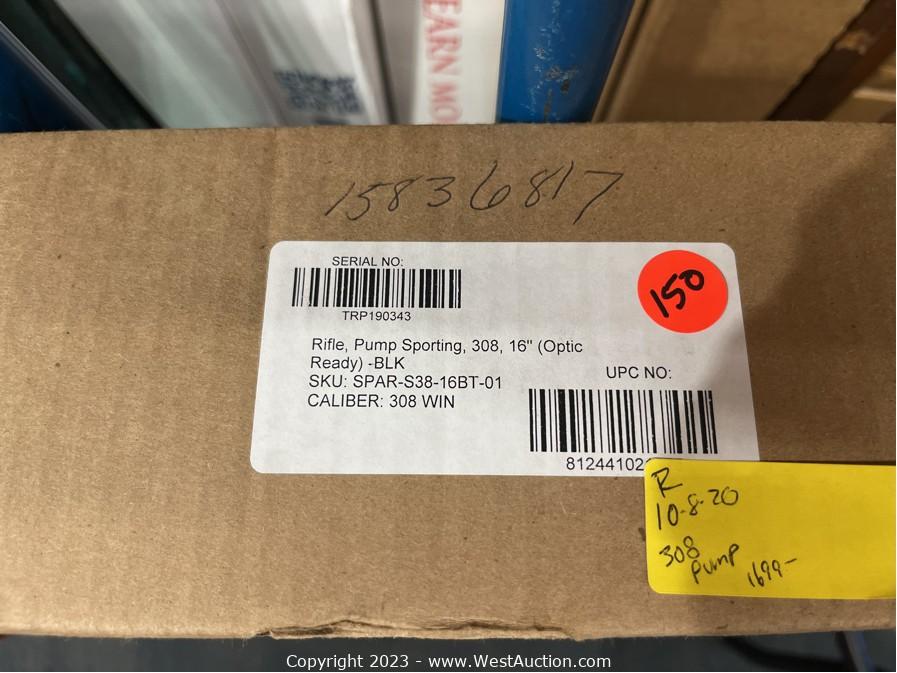 EARN MO
15836817
SERIAL NO:
TRP190343
150
Rifle, Pump Sporting, 308, 16" (Optic
Ready) -BLK
SKU: SPAR-S38-16BT-01
CALIBER: 308 WIN
UPC NO:
81244102
R
10-8-20
308
Pump
1699-
Copyright 2023 - www.WestAuction.com